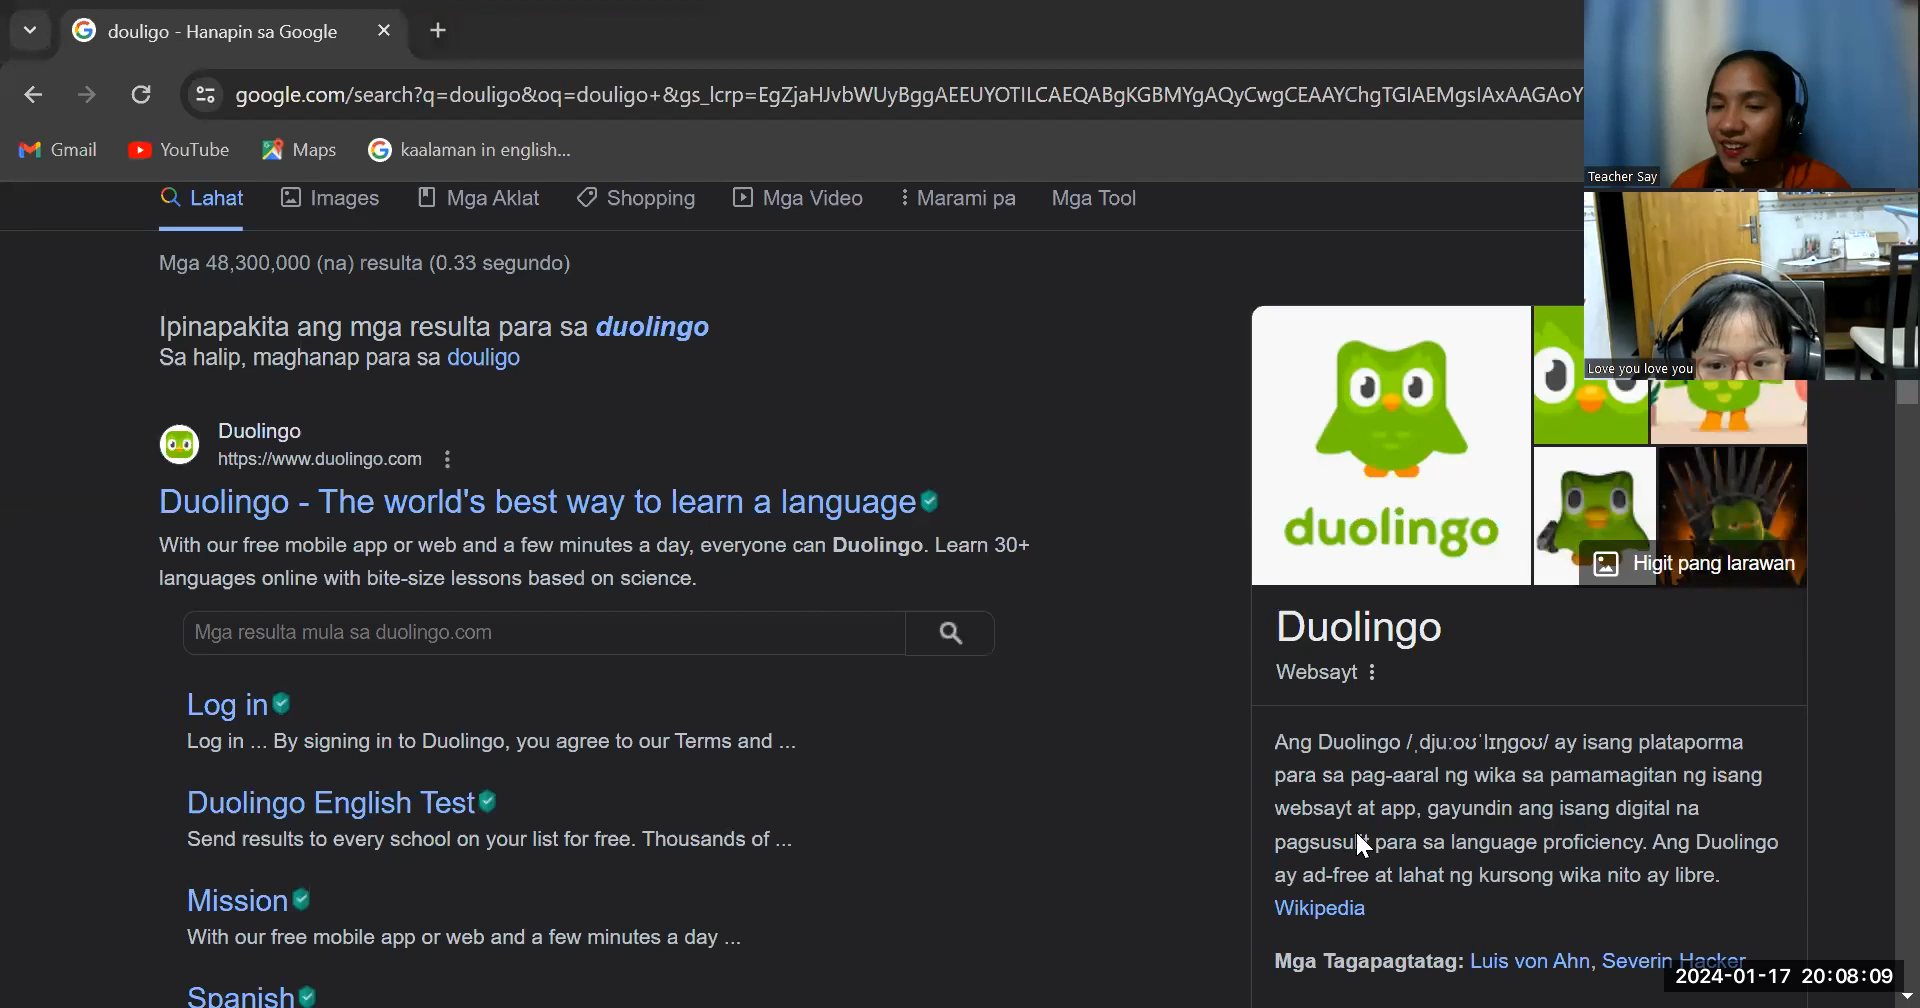 douligo - Hanapin sa Google
google.com/search?q=douligo&oq=douligo+&gs_lcrp=EgZjaHJvbWUyBggAEEUYOTILCAEQABgKGBMYgAQyCwgCEAAYChgTGIAEMgsIAxAAGAoY
Gmail
YouTube
Maps
kaalaman in english...
Teacher Say
Lahat
Images
Mga Aklat
Shopping
Mga Video
Marami pa
Mga Tool
Mga 48,300,000 (na) resulta (0.33 segundo)
Ipinapakita ang mga resulta para sa duolingo
Sa halip, maghanap para sa douligo
Love you love you
Duolingo
https://www.duolingo.com
Duolingo - The world's best way to learn a language
With our free mobile app or web and a few minutes a day, everyone can Duolingo. Learn 30+
languages online with bite-size lessons based on science.
Mga resulta mula sa duolingo.com
Log in
Log in ... By signing in to Duolingo, you agree to our Terms and ...
Duolingo English Test
Send results to every school on your list for free. Thousands of ...
Mission
With our free mobile app or web and a few minutes a day ...
Spanish
duolingo
Higit pang larawan
Duolingo
Websayt
Ang Duolingo /ˌdjuːoʊˈlɪŋɡoʊ/ ay isang plataporma
para sa pag-aaral ng wika sa pamamagitan ng isang
websayt at app, gayundin ang isang digital na
pagsusulit para sa language proficiency. Ang Duolingo
ay ad-free at lahat ng kursong wika nito ay libre.
Wikipedia
Mga Tagapagtatag: Luis von Ahn, Severin Hacker
2024-01-17 20:08:09